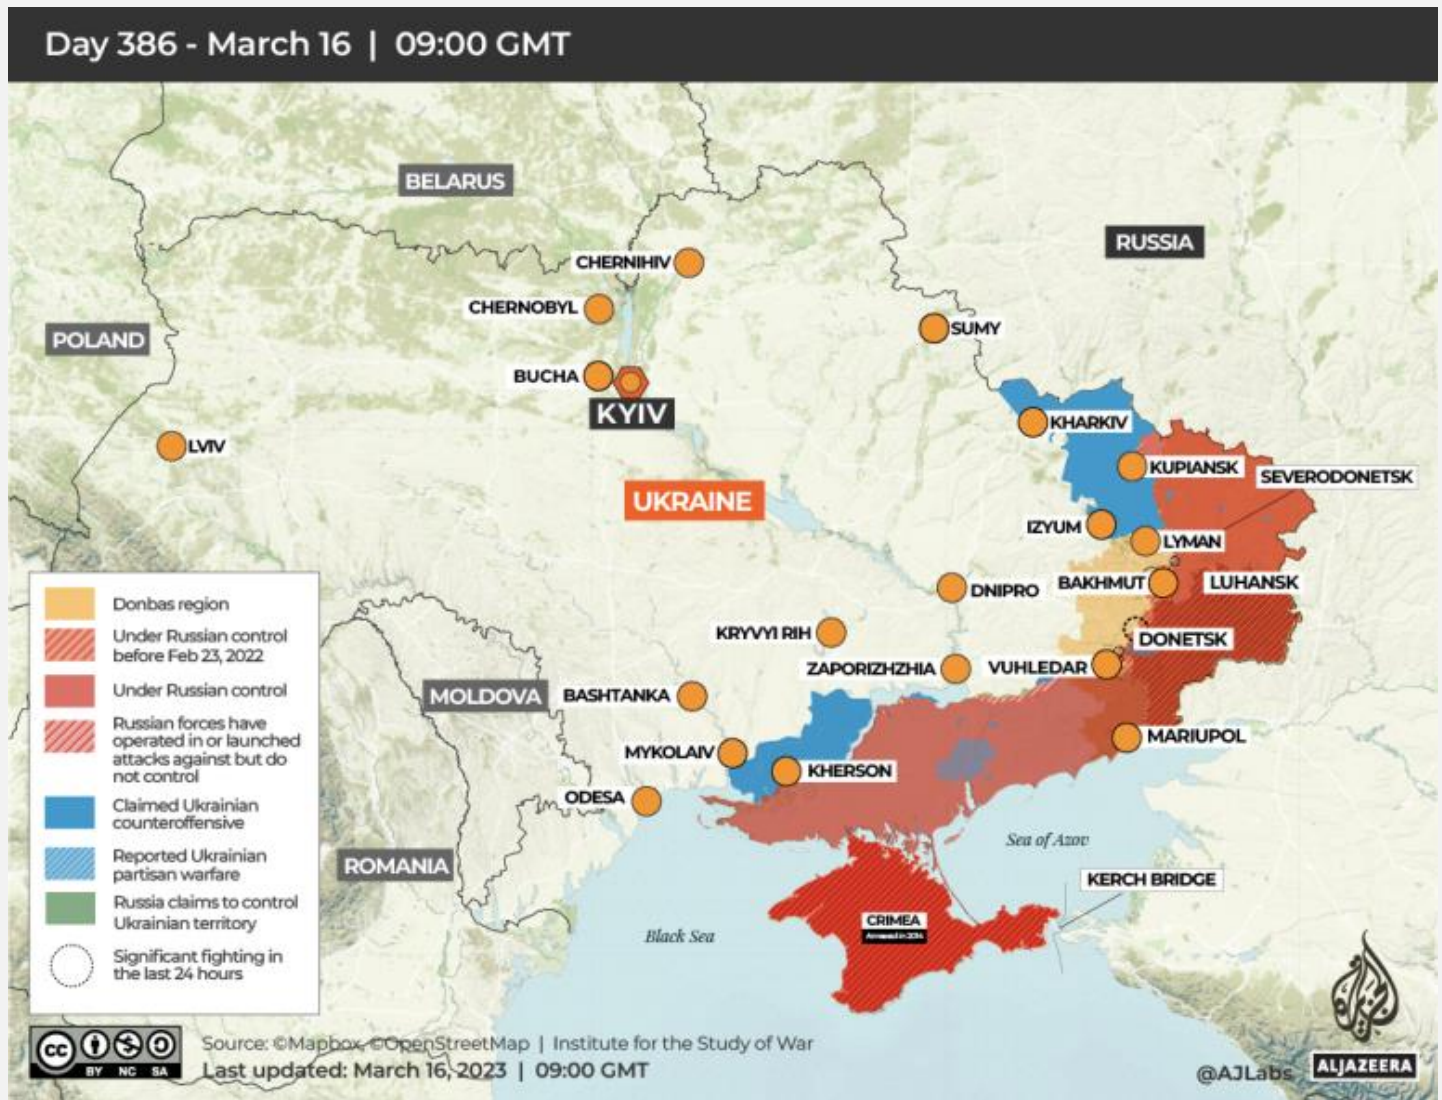 Day 386 - March 16 | 09:00 GMT
BELARUS
RUSSIA
CHERNIHIV
CHERNOBYL
SUMY
POLAND
BUCHA
KYIV
KHARKIV
LVIV
KUPIANSK
SEVERODONETSK
UKRAINE
IZYUM
LYMAN
BAKHMUT
LUHANSK
DNIPRO
KRYVYI RIH
DONETSK
ZAPORIZHZHIA
VUHLEDAR
MOLDOVA
BASHTANKA
MARIUPOL
MYKOLAIV
KHERSON
ODESA
Sea of Azov
ROMANIA
KERCH BRIDGE
CRIMEA
Annexed in 2014
Black Sea
Donbas region
Under Russian control
before Feb 23, 2022
Under Russian control
Russian forces have
operated in or launched
attacks against but do
not control
Claimed Ukrainian
counteroffensive
Reported Ukrainian
partisan warfare
Russia claims to control
Ukrainian territory
Significant fighting in
the last 24 hours
cc
BY NC SA
Source: ©Mapbox, ©OpenStreetMap | Institute for the Study of War
Last updated: March 16, 2023 | 09:00 GMT
@AJLabs
ALJAZEERA